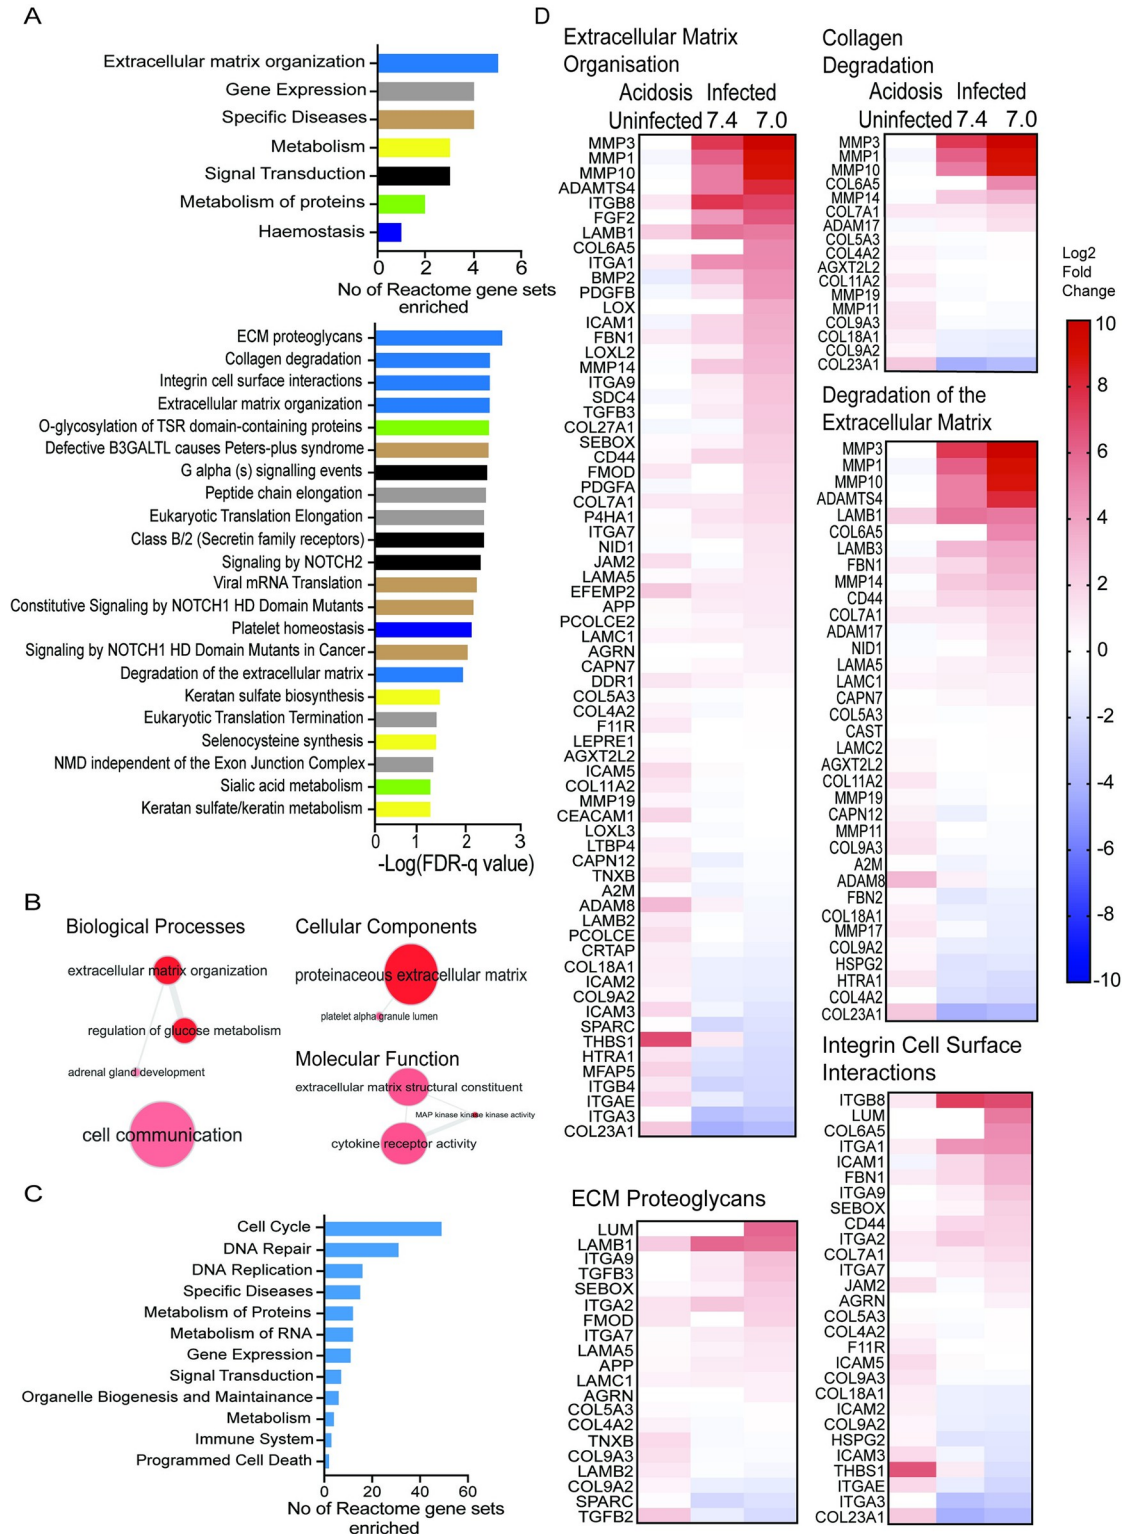 A
Extracellular matrix organization
Gene Expression
Specific Diseases
Metabolism
Signal Transduction
Metabolism of proteins
Haemostasis
0 2 4 6
No of Reactome gene sets
enriched
ECM proteoglycans
Collagen degradation
Integrin cell surface interactions
Extracellular matrix organization
O-glycosylation of TSR domain-containing proteins
Defective B3GALTL causes Peters-plus syndrome
G alpha (s) signalling events
Peptide chain elongation
Eukaryotic Translation Elongation
Class B/2 (Secretin family receptors)
Signaling by NOTCH2
Viral mRNA Translation
Constitutive Signaling by NOTCH1 HD Domain Mutants
Platelet homeostasis
Signaling by NOTCH1 HD Domain Mutants in Cancer
Degradation of the extracellular matrix
Keratan sulfate biosynthesis
Eukaryotic Translation Termination
Selenocysteine synthesis
NMD independent of the Exon Junction Complex
Sialic acid metabolism
Keratan sulfate/keratin metabolism
0 1 2 3
-Log(FDR-q value)
B
Biological Processes
extracellular matrix organization
regulation of glucose metabolism
adrenal gland development
cell communication
Cellular Components
proteinaceous extracellular matrix
platelet alpha granule lumen
Molecular Function
extracellular matrix structural constituent
MAP kinase kinase kinase activity
cytokine receptor activity
C
Cell Cycle
DNA Repair
DNA Replication
Specific Diseases
Metabolism of Proteins
Metabolism of RNA
Gene Expression
Signal Transduction
Organelle Biogenesis and Maintainance
Metabolism
Immune System
Programmed Cell Death
0 20 40 60
No of Reactome gene sets
enriched
D
Extracellular Matrix
Organisation
Acidosis Infected
Uninfected 7.4 7.0
MMP3
MMP1
MMP10
ADAMTS4
ITGB8
FGF2
LAMB1
COL6A5
ITGA1
BMP2
PDGFB
LOX
ICAM1
FBN1
LOXL2
MMP14
ITGA9
SDC4
TGFB3
COL27A1
SEBOX
CD44
FMOD
PDGFA
COL7A1
P4HA1
ITGA7
NID1
JAM2
LAMA5
EFEMP2
APP
PCOLCE2
LAMC1
AGRN
CAPN7
DDR1
COL5A3
COL4A2
F11R
LEPRE1
AGXT2L2
ICAM5
COL11A2
MMP19
CEACAM1
LOXL3
LTBP4
CAPN12
TNXB
A2M
ADAM8
LAMB2
PCOLCE
CRTAP
COL18A1
ICAM2
COL9A2
ICAM3
SPARC
THBS1
HTRA1
MFAP5
ITGB4
ITGAE
ITGA3
COL23A1
ECM Proteoglycans
LUM
LAMB1
ITGA9
TGFB3
SEBOX
ITGA2
FMOD
ITGA7
LAMA5
APP
LAMC1
AGRN
COL5A3
COL4A2
TNXB
COL9A3
LAMB2
COL9A2
SPARC
TGFB2
Collagen
Degradation
Acidosis Infected
Uninfected 7.4 7.0
MMP3
MMP1
MMP10
COL6A5
MMP14
COL7A1
ADAM17
COL5A3
COL4A2
AGXT2L2
COL11A2
MMP19
MMP11
COL9A3
COL18A1
COL9A2
COL23A1
Degradation of the
Extracellular Matrix
MMP3
MMP1
MMP10
ADAMTS4
LAMB1
COL6A5
LAMB3
FBN1
MMP14
CD44
COL7A1
ADAM17
NID1
LAMA5
LAMC1
CAPN7
COL5A3
CAST
LAMC2
AGXT2L2
COL11A2
MMP19
CAPN12
MMP11
COL9A3
A2M
ADAM8
FBN2
COL18A1
MMP17
COL9A2
HSPG2
HTRA1
COL4A2
COL23A1
Integrin Cell Surface
Interactions
ITGB8
LUM
COL6A5
ITGA1
ICAM1
FBN1
ITGA9
SEBOX
CD44
ITGA2
COL7A1
ITGA7
JAM2
AGRN
COL5A3
COL4A2
F11R
ICAM5
COL9A3
COL18A1
ICAM2
COL9A2
HSPG2
ICAM3
THBS1
ITGAE
ITGA3
COL23A1
Log2
Fold
Change
10
8
6
4
2
0
-2
-4
-6
-8
-10